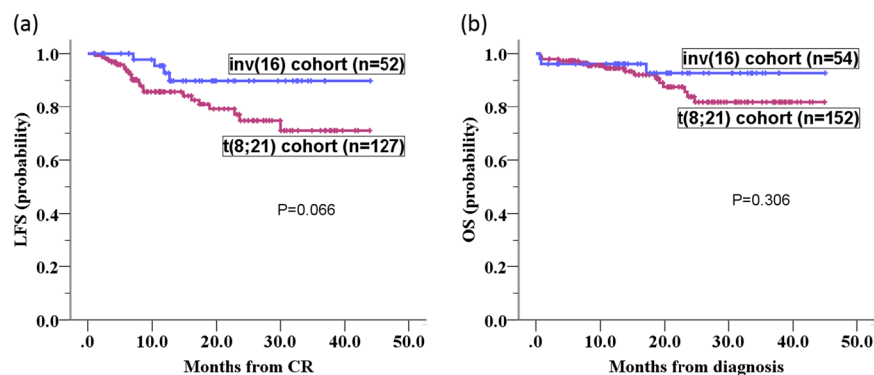 (a)
1.0
0.8
0.6
0.4
0.2
0.0
LFS (probability)
inv(16) cohort (n=52)
t(8;21) cohort (n=127)
P=0.066
.0 10.0 20.0 30.0 40.0 50.0
Months from CR
(b)
1.0
0.8
0.6
0.4
0.2
0.0
OS (probability)
inv(16) cohort (n=54)
t(8;21) cohort (n=152)
P=0.306
.0 10.0 20.0 30.0 40.0 50.0
Months from diagnosis